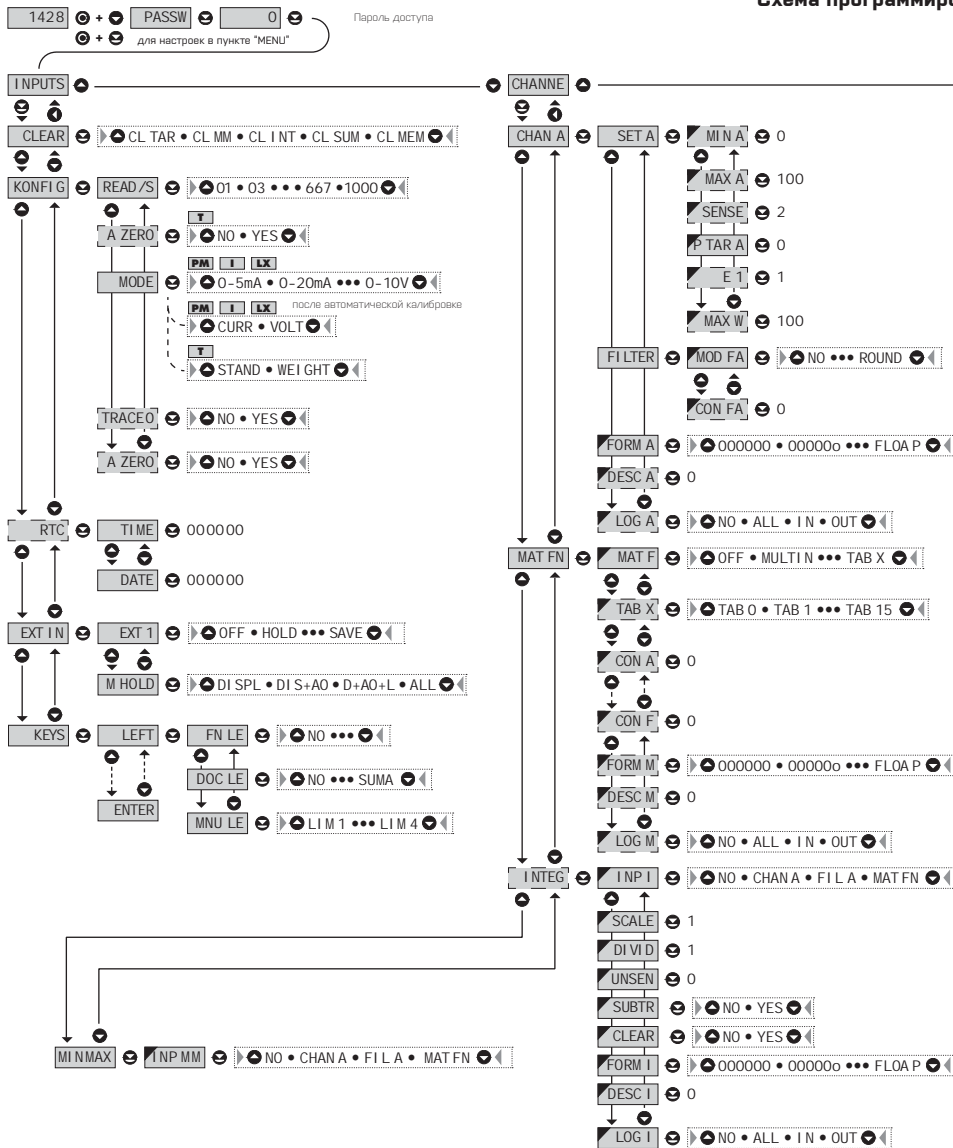 Схема программиро
1428 + PASSW 0 Пароль доступа
+ для настроек в пункте "MENU"
INPUTS
CLEAR CL TAR • CL MM • CL INT • CL SUM • CL MEM
KONFIG READ/S 01 • 03 • • • 667 • 1000
T
A ZERO NO • YES
PM I LX
MODE 0-5mA • 0-20mA ••• 0-10V
PM I LX после автоматической калибровке
CURR • VOLT
T
STAND • WEIGHT
TRACE0 NO • YES
A ZERO NO • YES
RTC TIME 000000
DATE 000000
EXT IN EXT 1 OFF • HOLD ••• SAVE
M HOLD DISPL • DIS+AO • D+AO+L • ALL
KEYS LEFT FN LE NO •••
DOC LE NO ••• SUMA
ENTER
MNU LE LIM 1 ••• LIM 4
CHANNE
CHAN A SET A MIN A 0
MAX A 100
SENSE 2
P TAR A 0
E 1 1
MAX W 100
FILTER MOD FA NO ••• ROUND
CON FA 0
FORM A 000000 • 00000o ••• FLOA P
DESC A 0
LOG A NO • ALL • IN • OUT
MAT FN MAT F OFF • MULTIN ••• TAB X
TAB X TAB 0 • TAB 1 ••• TAB 15
CON A 0
CON F 0
FORM M 000000 • 00000o ••• FLOA P
DESC M 0
LOG M NO • ALL • IN • OUT
INTEG INP I NO • CHAN A • FIL A • MAT FN
SCALE 1
DIVID 1
UNSEN 0
SUBTR NO • YES
CLEAR NO • YES
FORM I 000000 • 00000o ••• FLOA P
DESC I 0
LOG I NO • ALL • IN • OUT
MINMAX INP MM NO • CHAN A • FIL A • MAT FN